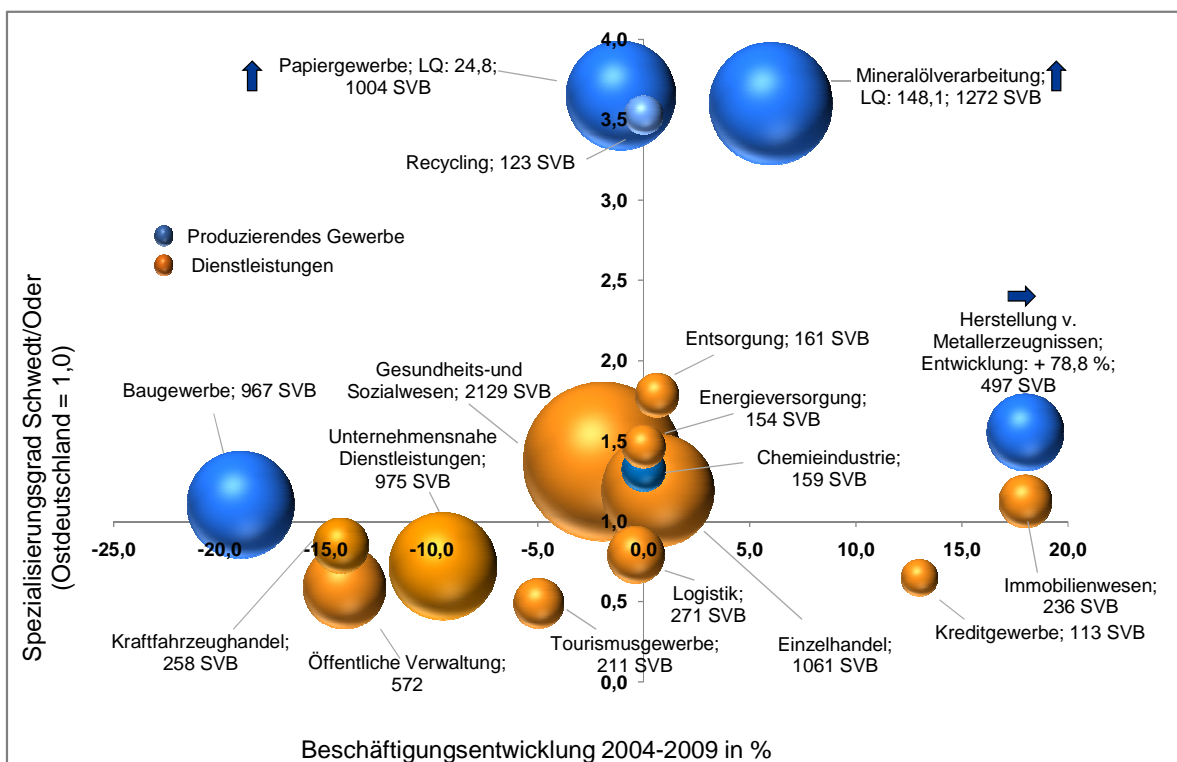 4,0
Papiergewerbe; LQ: 24,8;
1004 SVB
Mineralölverarbeitung;
LQ: 148,1; 1272 SVB
3,5
Recycling; 123 SVB
3,0
Produzierendes Gewerbe
Dienstleistungen
2,5
Herstellung v.
Metallerzeugnissen;
Entwicklung: + 78,8 %;
497 SVB
Entsorgung; 161 SVB
2,0
Gesundheits-und
Sozialwesen; 2129 SVB
Baugewerbe; 967 SVB
Energieversorgung;
154 SVB
Unternehmensnahe
Dienstleistungen;
975 SVB
1,5
Chemieindustrie;
159 SVB
1,0
-25,0
-20,0
-15,0
-10,0
-5,0
0,0
5,0
10,0
15,0
20,0
Immobilienwesen;
236 SVB
0,5
Logistik;
271 SVB
Kreditgewerbe; 113 SVB
Kraftfahrzeughandel;
258 SVB
Öffentliche Verwaltung;
572
Tourismusgewerbe;
211 SVB
Einzelhandel;
1061 SVB
0,0
Spezialisierungsgrad Schwedt/Oder
(Ostdeutschland = 1,0)
Beschäftigungsentwicklung 2004-2009 in %